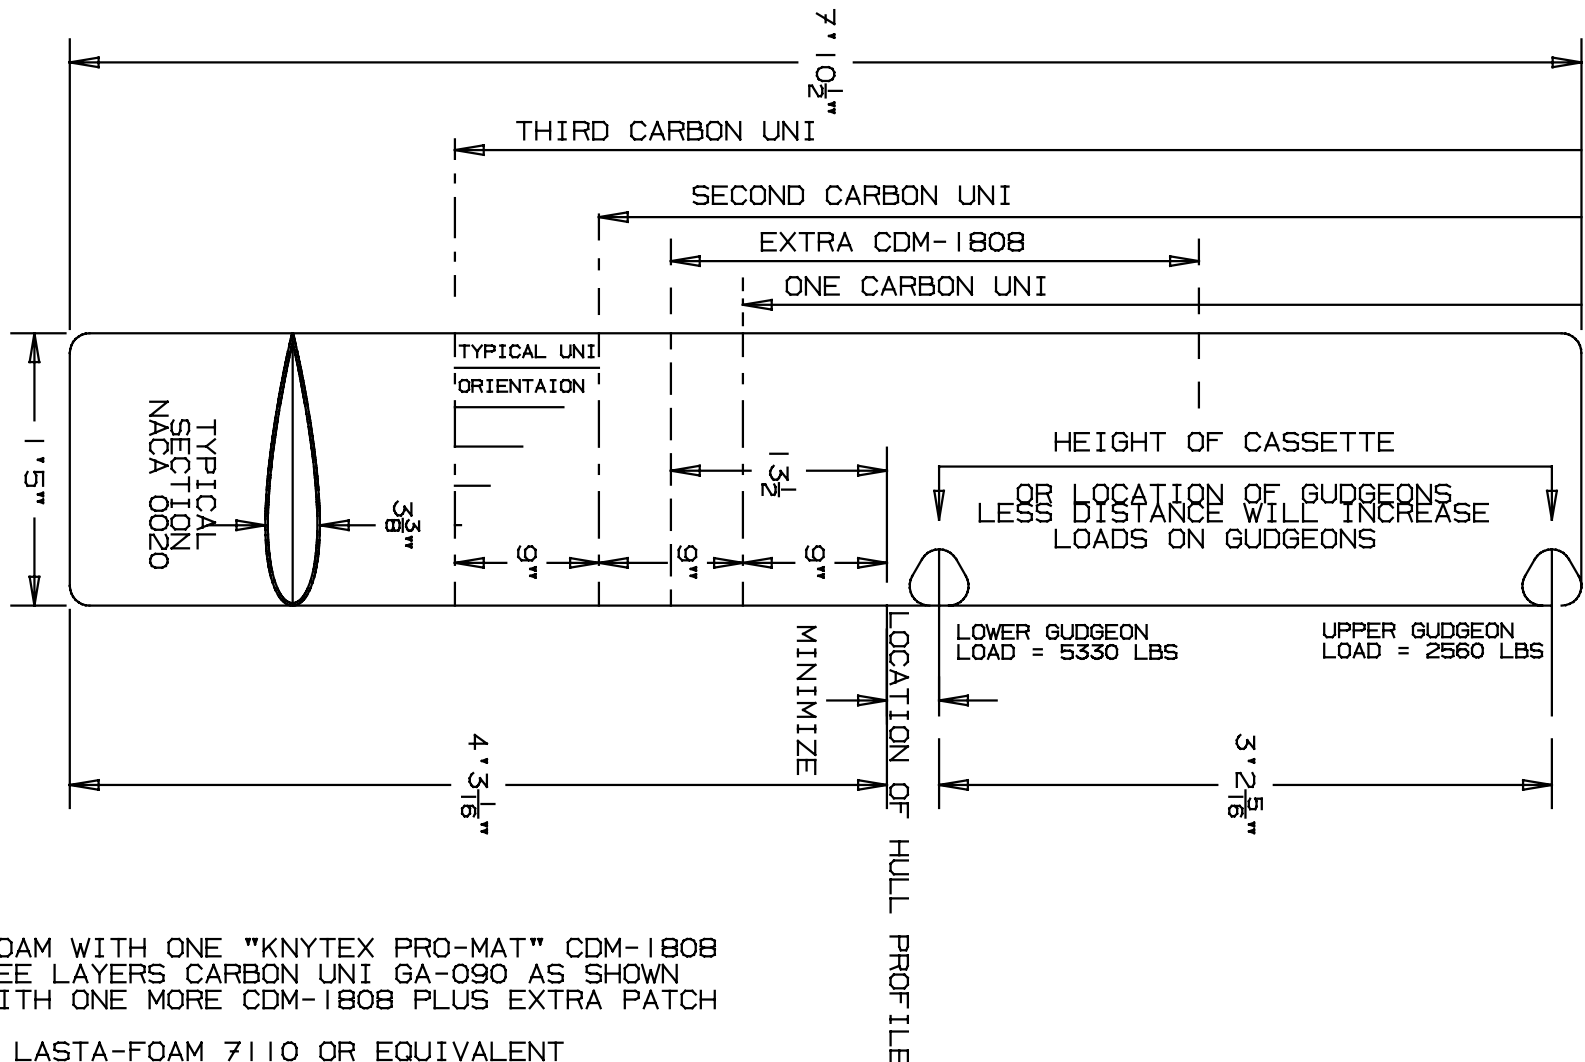 7' 10 1/2"
THIRD CARBON UNI
SECOND CARBON UNI
EXTRA CDM-1808
ONE CARBON UNI
TYPICAL UNI
ORIENTAION
HEIGHT OF CASSETTE
OR LOCATION OF GUDGEONS
LESS DISTANCE WILL INCREASE
LOADS ON GUDGEONS
1'5"
TYPICAL
SECTION
NACA 0020
3 3/8"
13 1/2
9"
9"
9"
LOWER GUDGEON
LOAD = 5330 LBS
UPPER GUDGEON
LOAD = 2560 LBS
MINIMIZE
LOCATION OF HULL PROFILE
4' 3 1/16"
3' 2 5/16"
OAM WITH ONE "KNYTEX PRO-MAT" CDM-1808
EE LAYERS CARBON UNI GA-090 AS SHOWN
ITH ONE MORE CDM-1808 PLUS EXTRA PATCH
LASTA-FOAM 7110 OR EQUIVALENT